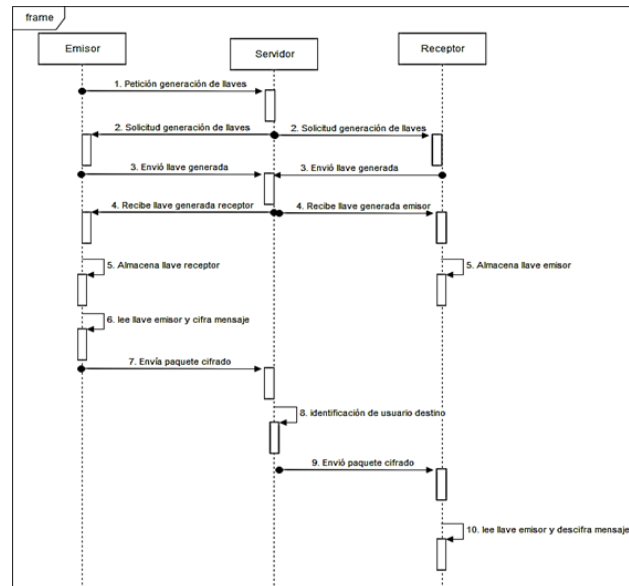 frame
Emisor
Servidor
Receptor
1. Petición generación de llaves
2. Solicitud generación de llaves
2. Solicitud generación de llaves
3. Envió llave generada
3. Envió llave generada
4. Recibe llave generada receptor
4. Recibe llave generada emisor
5. Almacena llave receptor
5. Almacena llave emisor
6. lee llave emisor y cifra mensaje
7. Envía paquete cifrado
8. identificación de usuario destino
9. Envió paquete cifrado
10. lee llave emisor y descifra mensaje